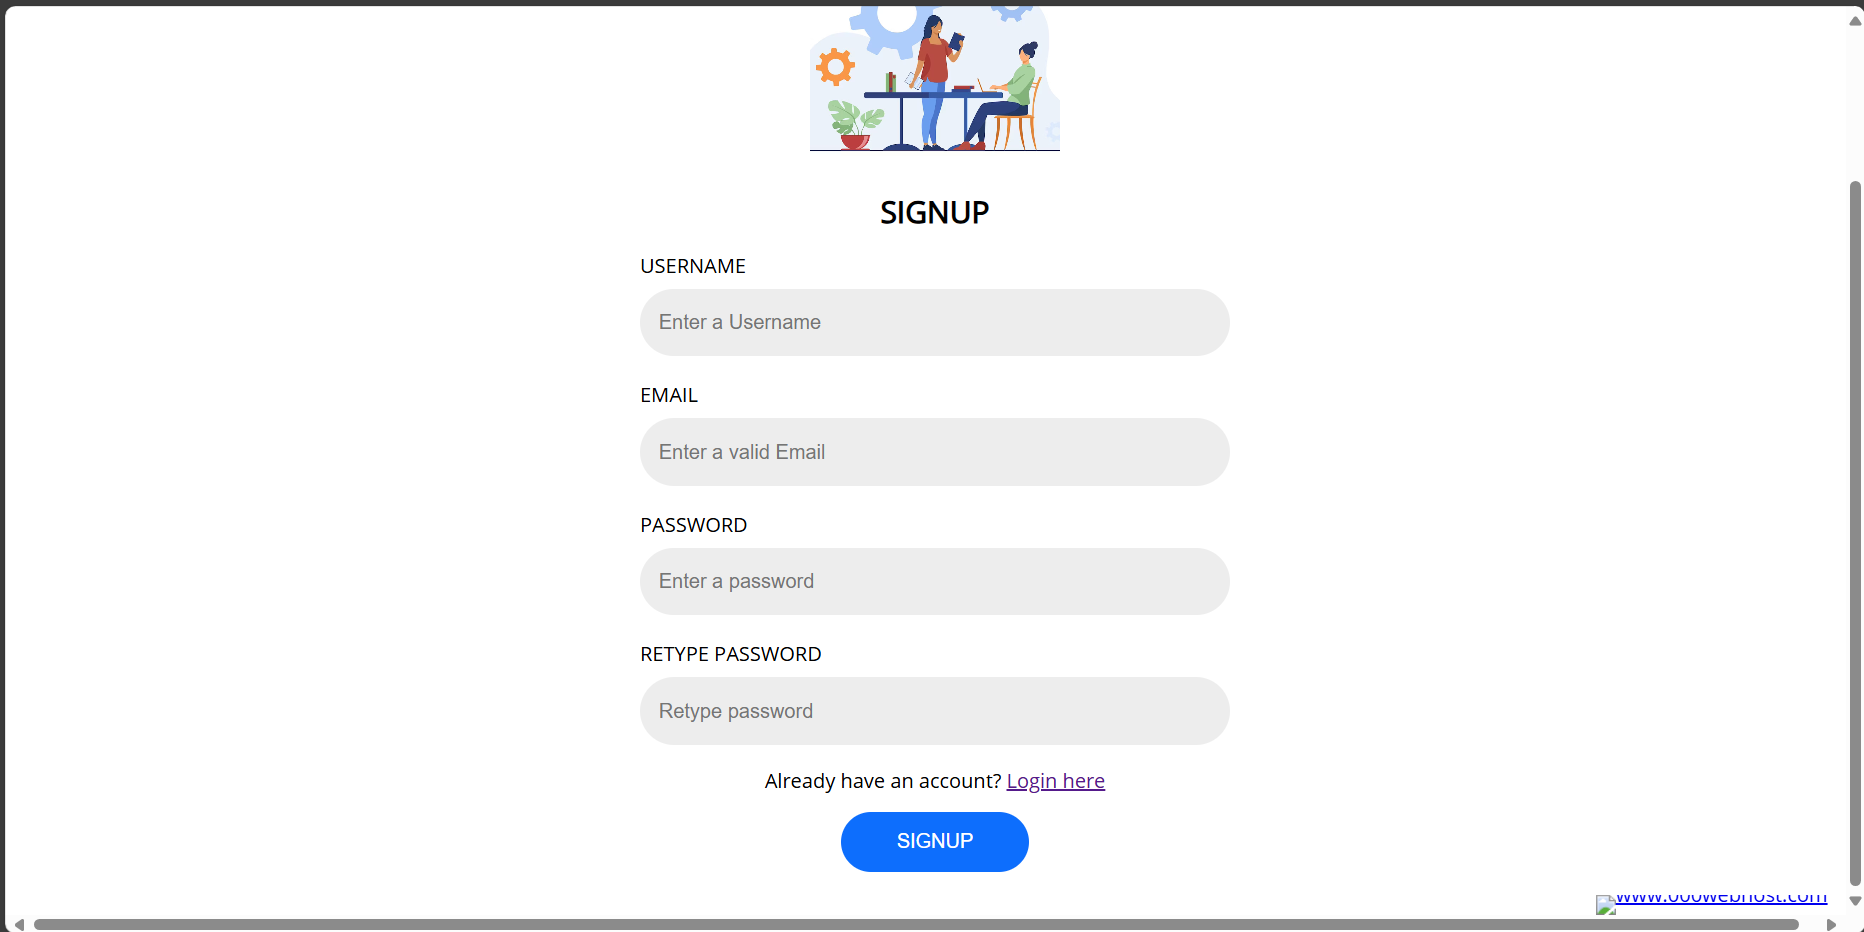 SIGNUP
USERNAME
Enter a Username
EMAIL
Enter a valid Email
PASSWORD
Enter a password
RETYPE PASSWORD
Retype password
Already have an account? Login here
SIGNUP